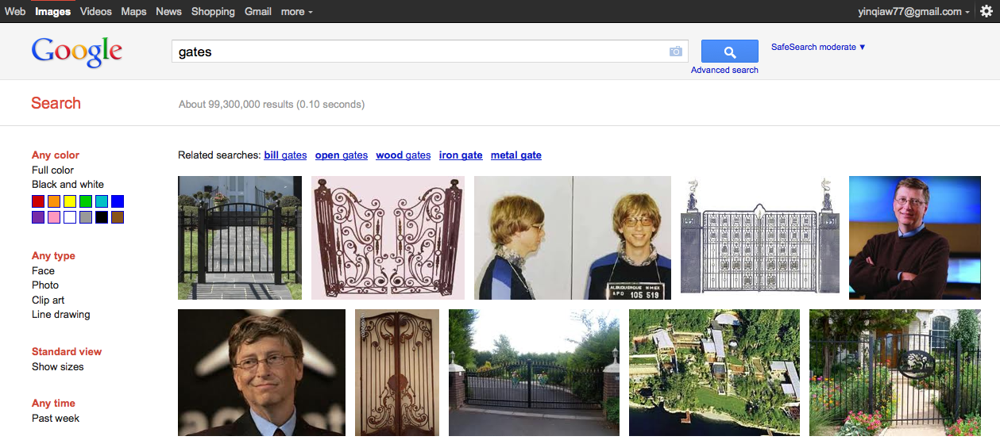 Web Images Videos Maps News Shopping Gmail more yinqiaw77@gmail.com
Google
gates
SafeSearch moderate ▼
Advanced search
Search
About 99,300,000 results (0.10 seconds)
Any color
Full color
Black and white
Any type
Face
Photo
Clip art
Line drawing
Standard view
Show sizes
Any time
Past week
Related searches: bill gates open gates wood gates iron gate metal gate
ALBUQUERQUE NMEX
APD 105 519